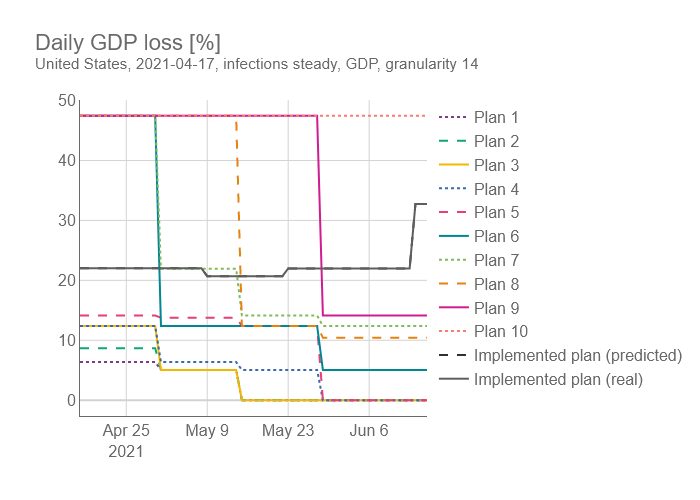 Daily GDP loss [%]
United States, 2021-04-17, infections steady, GDP, granularity 14
50
40
30
20
10
0
Apr 25
2021
May 9
May 23
Jun 6
Plan 1
Plan 2
Plan 3
Plan 4
Plan 5
Plan 6
Plan 7
Plan 8
Plan 9
Plan 10
Implemented plan (predicted)
Implemented plan (real)